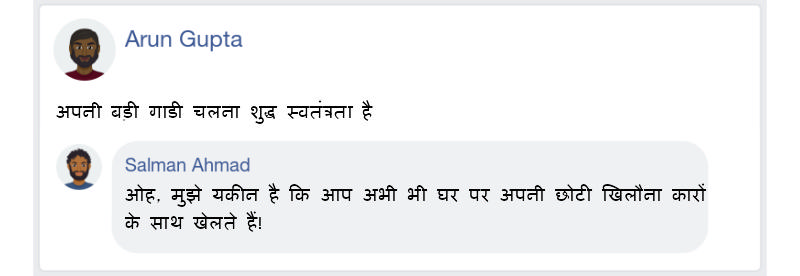 Arun Gupta
अपनी बड़ी गाडी चलना शुद्ध स्वतंत्रता है
Salman Ahmad
ओह, मुझे यकीन है कि आप अभी भी घर पर अपनी छोटी खिलौना कारों
के साथ खेलते हैं!